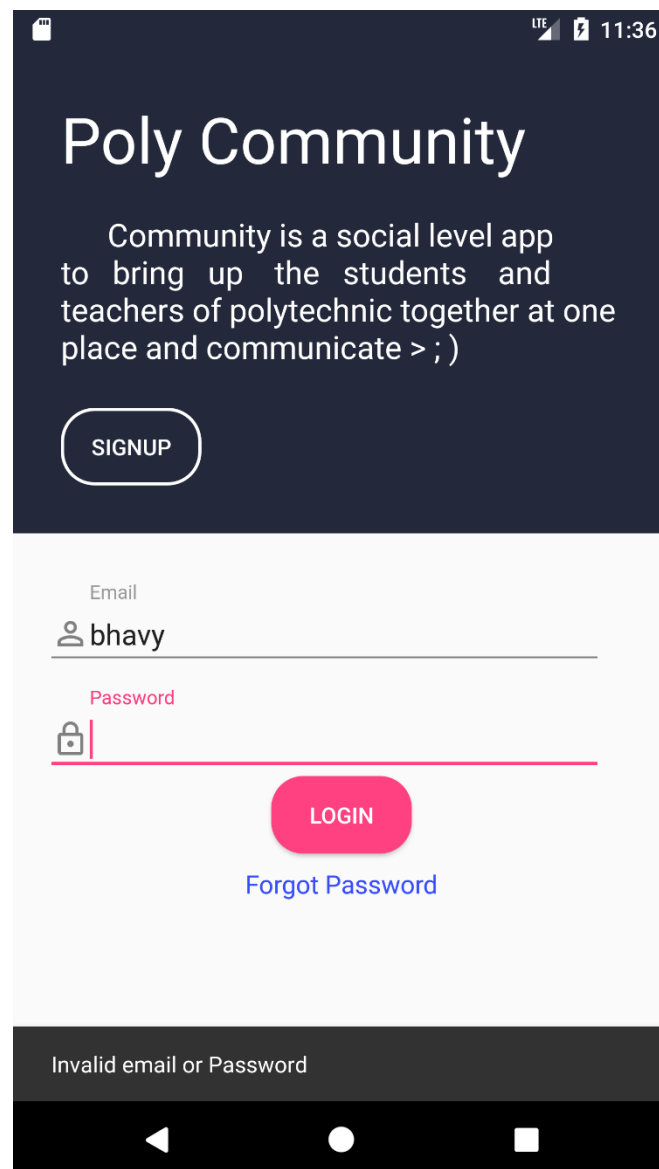 LTE 11:36
Poly Community
Community is a social level app
to bring up the students and
teachers of polytechnic together at one
place and communicate > ; )
SIGNUP
Email
bhavy
Password
LOGIN
Forgot Password
Invalid email or Password